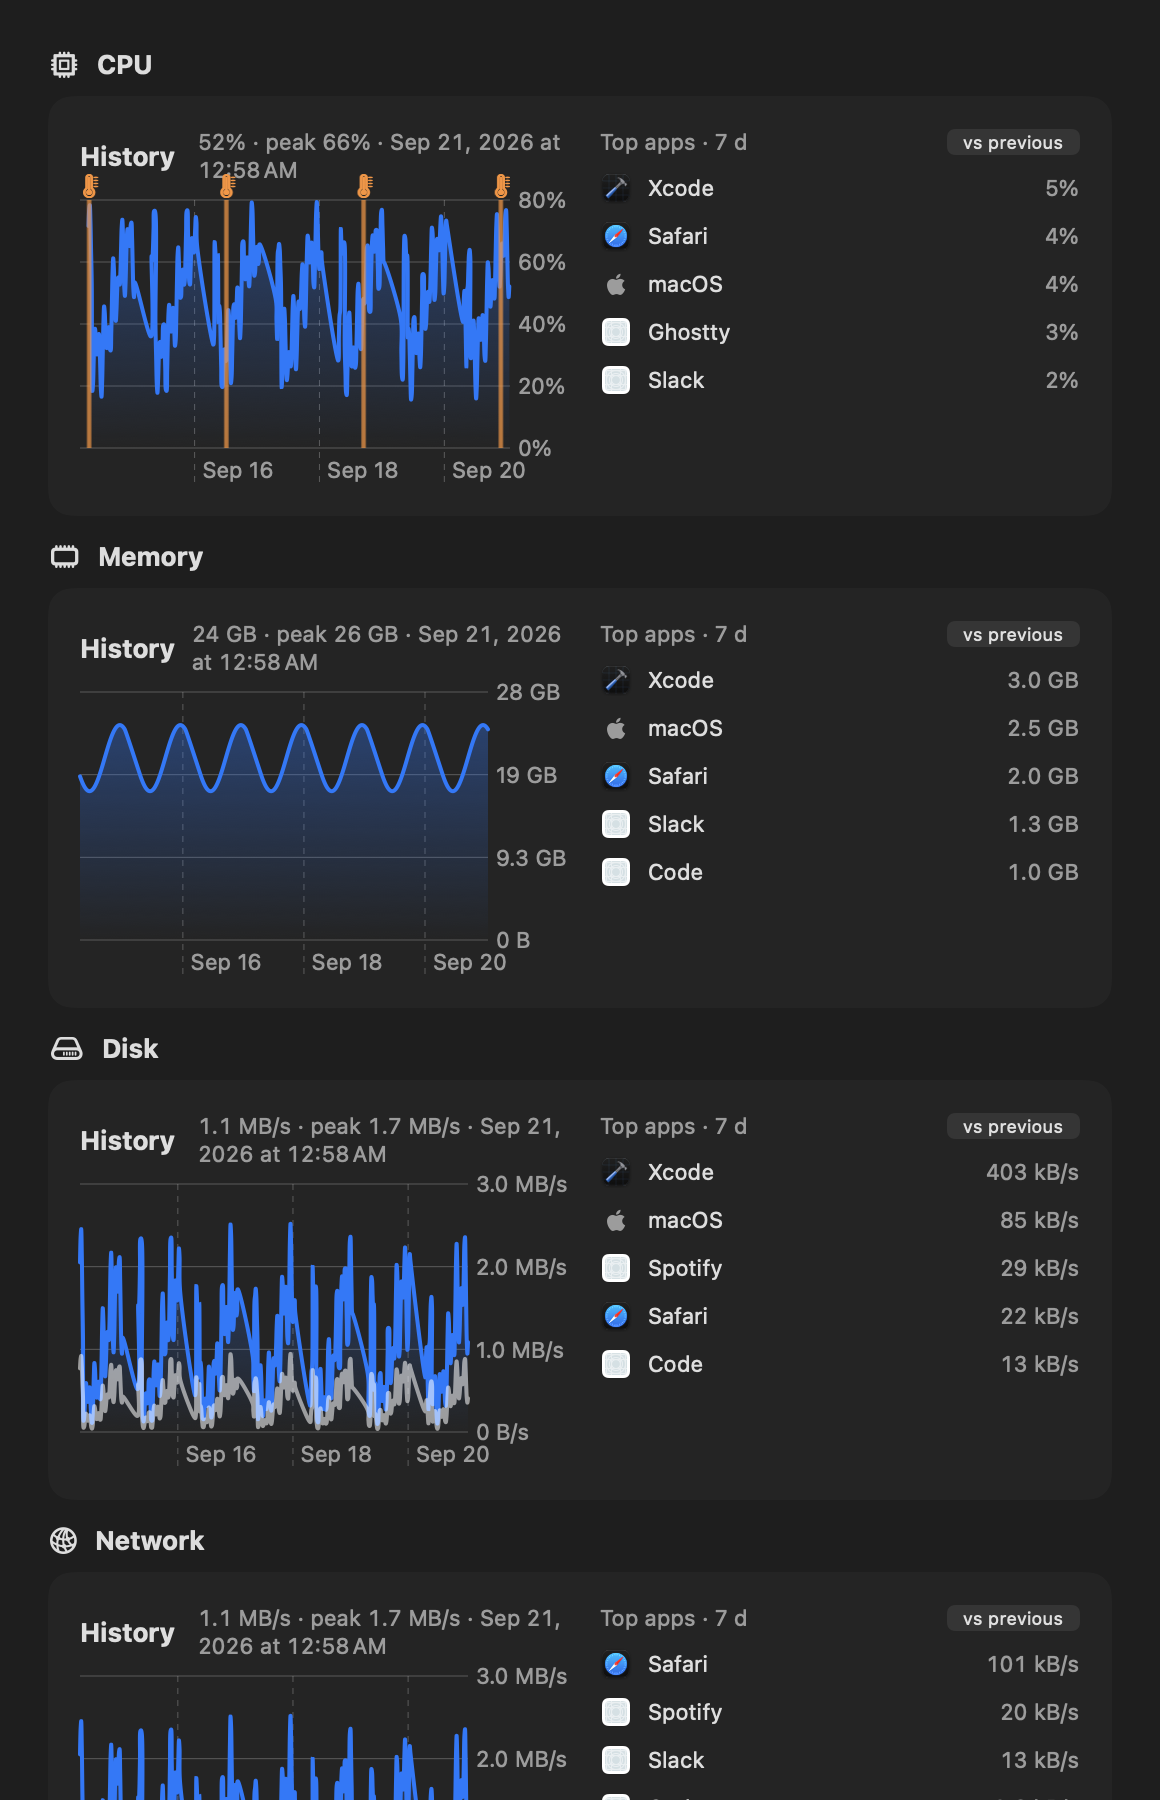 CPU
History
52% · peak 66% · Sep 21, 2026 at
12:58 AM
80%
60%
40%
20%
0%
Sep 16
Sep 18
Sep 20
Top apps · 7 d
vs previous
Xcode 5%
Safari 4%
macOS 4%
Ghostty 3%
Slack 2%
Memory
History
24 GB · peak 26 GB · Sep 21, 2026
at 12:58 AM
28 GB
19 GB
9.3 GB
0 B
Sep 16
Sep 18
Sep 20
Top apps · 7 d
vs previous
Xcode 3.0 GB
macOS 2.5 GB
Safari 2.0 GB
Slack 1.3 GB
Code 1.0 GB
Disk
History
1.1 MB/s · peak 1.7 MB/s · Sep 21,
2026 at 12:58 AM
3.0 MB/s
2.0 MB/s
1.0 MB/s
0 B/s
Sep 16
Sep 18
Sep 20
Top apps · 7 d
vs previous
Xcode 403 kB/s
macOS 85 kB/s
Spotify 29 kB/s
Safari 22 kB/s
Code 13 kB/s
Network
History
1.1 MB/s · peak 1.7 MB/s · Sep 21,
2026 at 12:58 AM
3.0 MB/s
2.0 MB/s
Top apps · 7 d
vs previous
Safari 101 kB/s
Spotify 20 kB/s
Slack 13 kB/s